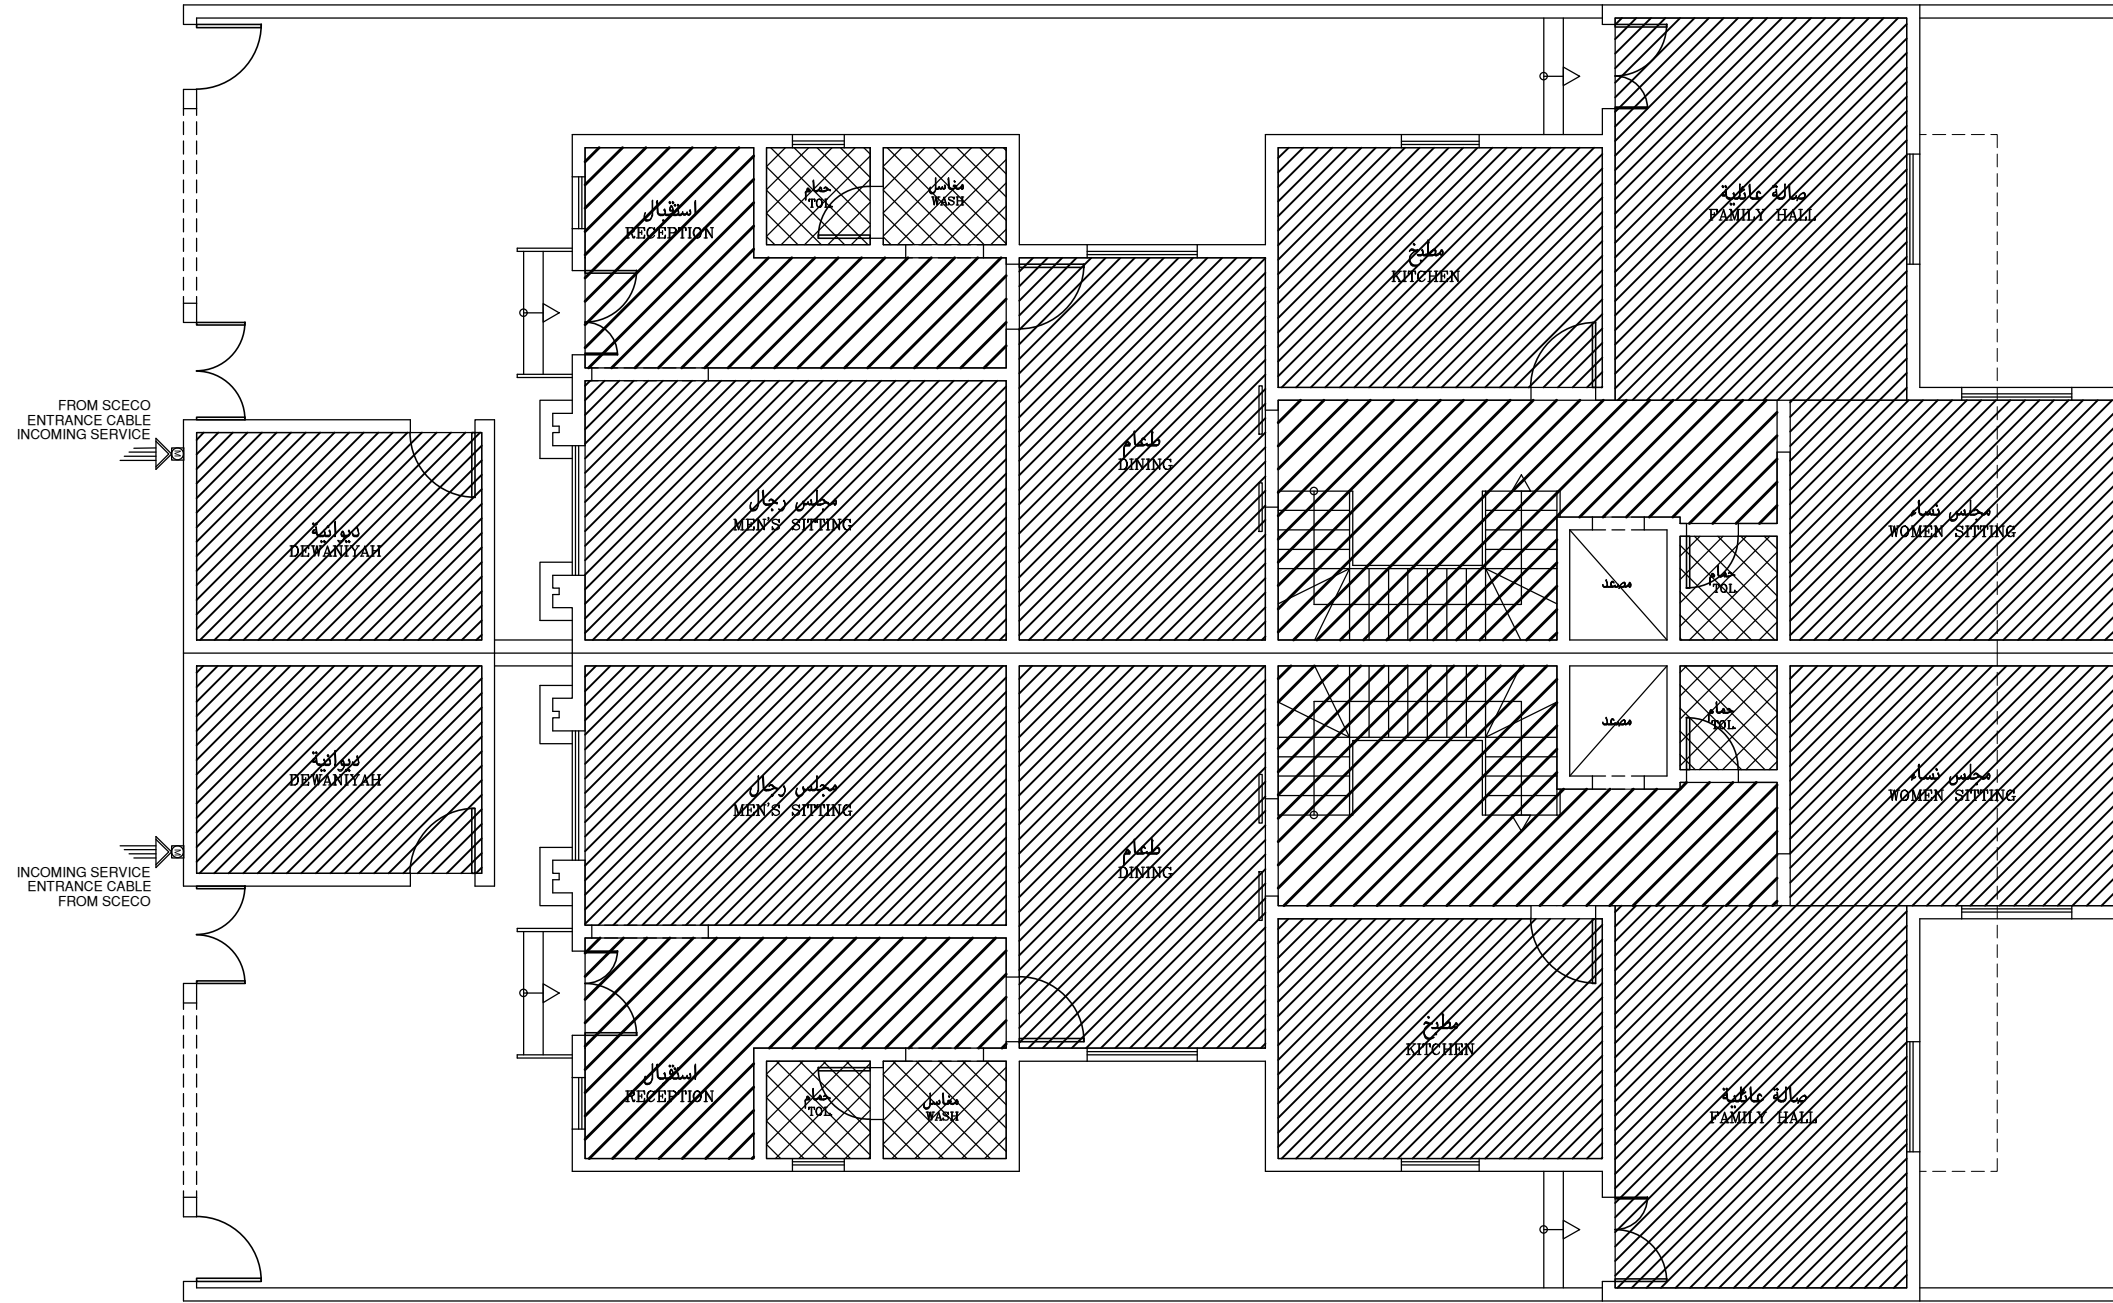 صالة عائلية
FAMILY HALL
حمام
TOL.
مغاسل
WASH
استقبال
RECEPTION
مطبخ
KITCHEN
FROM SCECO
ENTRANCE CABLE
INCOMING SERVICE
طعام
DINING
مجلس رجال
MEN'S SITTING
مجلس نساء
WOMEN SITTING
ديوانية
DEWANIYAH
مصعد
حمام
TOL.
مصعد
حمام
TOL.
ديوانية
DEWANIYAH
مجلس رجال
MEN'S SITTING
مجلس نساء
WOMEN SITTING
طعام
DINING
INCOMING SERVICE
ENTRANCE CABLE
FROM SCECO
مطبخ
KITCHEN
استقبال
RECEPTION
حمام
TOL.
مغاسل
WASH
صالة عائلية
FAMILY HALL